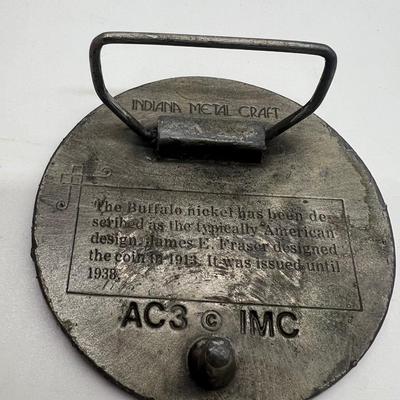 INDIANA METAL CRAFT
The Buffalo nickel has been de-
scribed as the typically American
design. James E. Fraser designed
the coin in 1913. It was issued until
1938.
AC3 © IMC